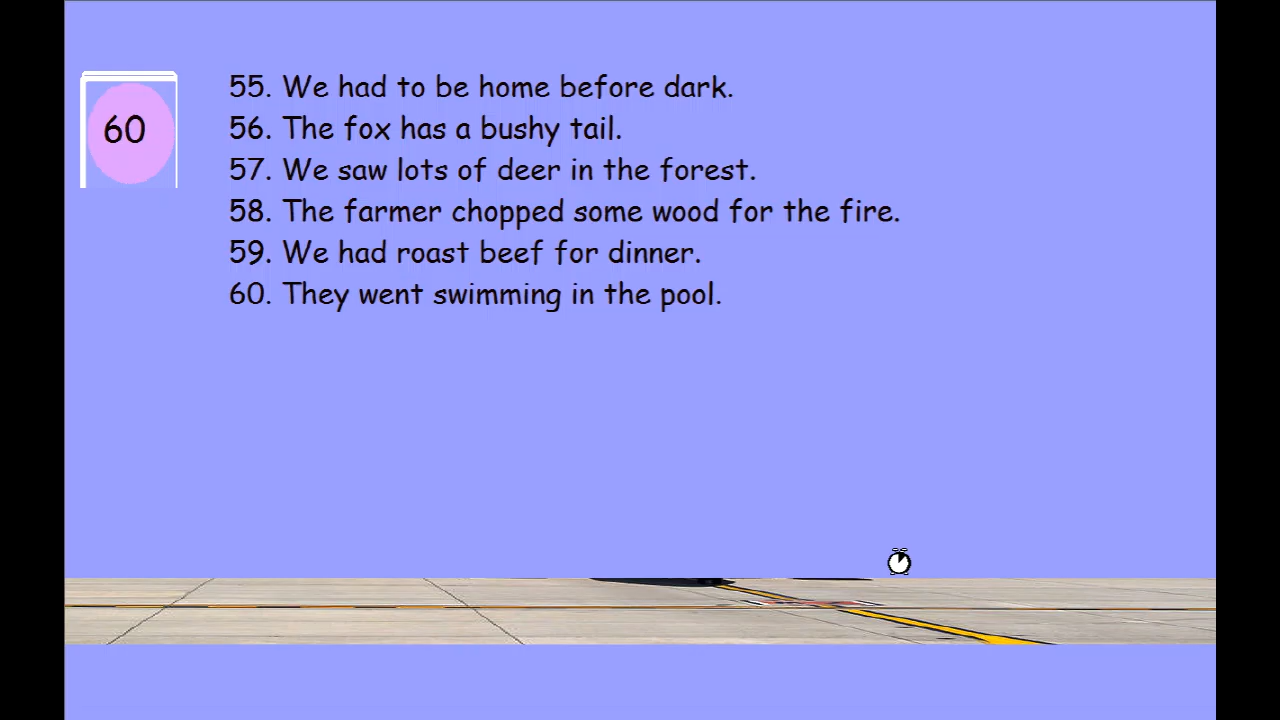 60
55. We had to be home before dark.
56. The fox has a bushy tail.
57. We saw lots of deer in the forest.
58. The farmer chopped some wood for the fire.
59. We had roast beef for dinner.
60. They went swimming in the pool.